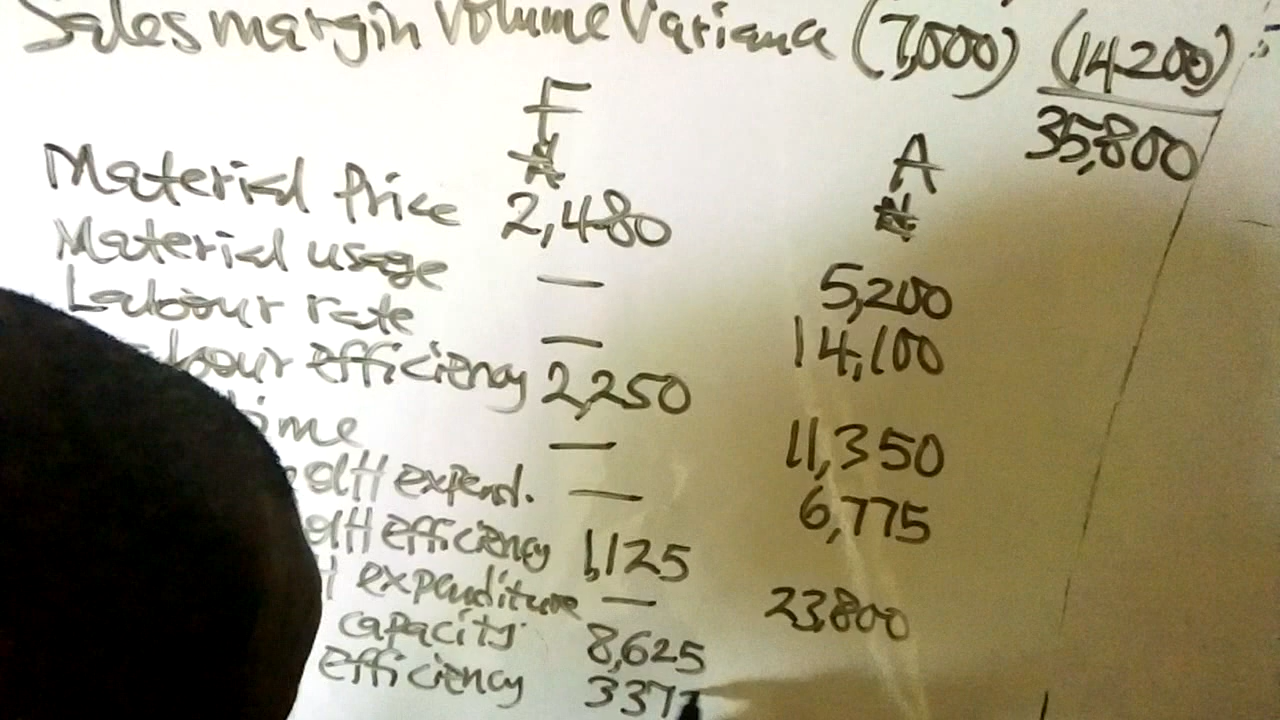 Sales margin Volume Variance (7,000) (14200)
35,800
F A
₦ ₦
Material Price 2,480
Material usage — 5,200
Labour rate — 14,100
efficiency 2,250
— 11,350
OH expend. — 6,775
OH efficiency 1,125
expenditure — 23,800
capacity 8,625
efficiency